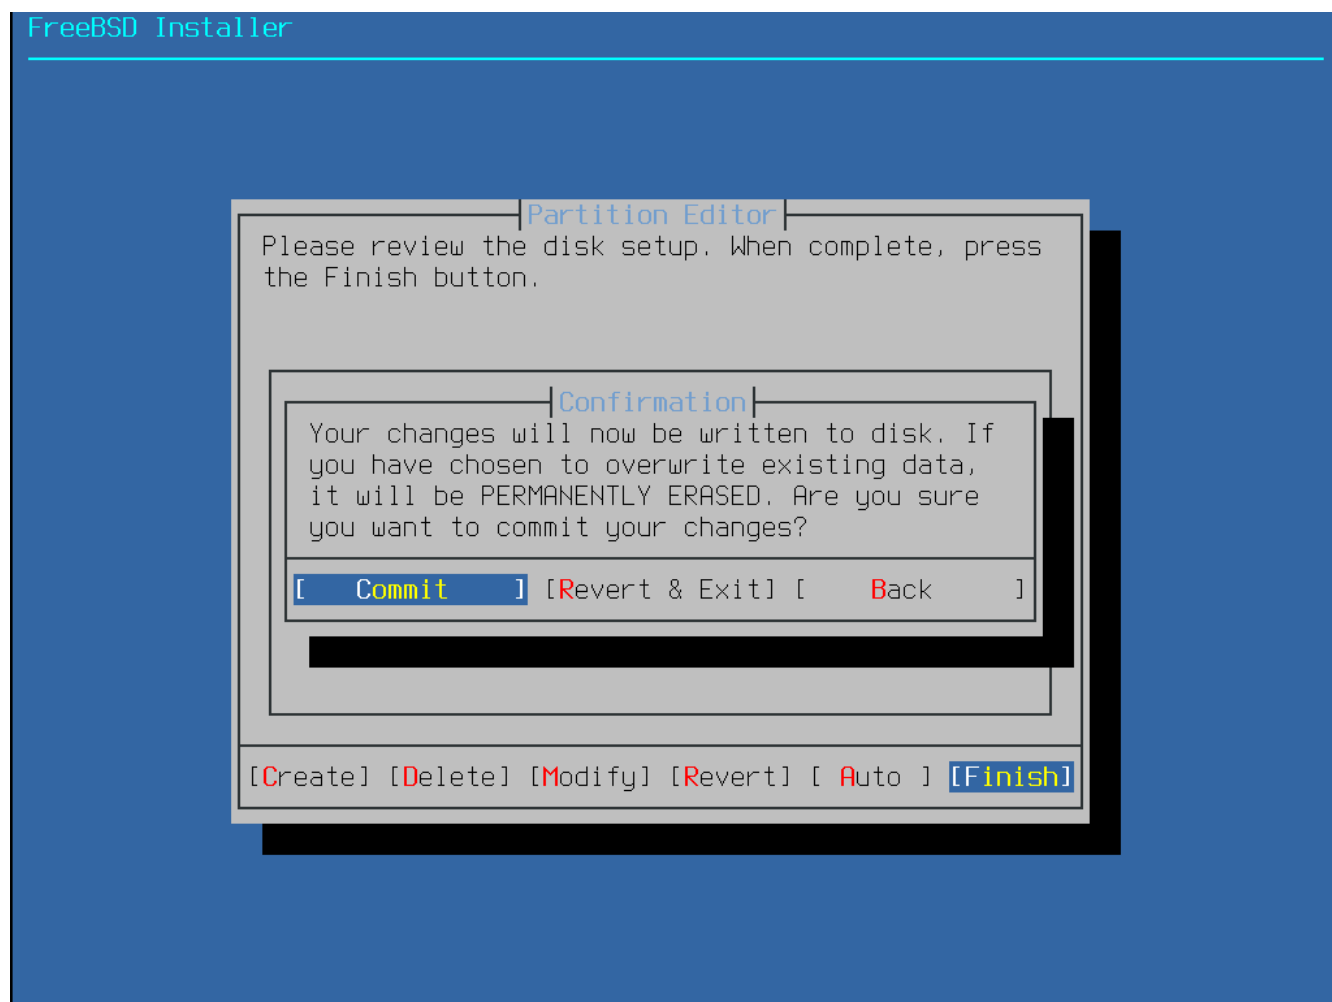 FreeBSD Installer
Partition Editor
Please review the disk setup. When complete, press
the Finish button.
Confirmation
Your changes will now be written to disk. If
you have chosen to overwrite existing data,
it will be PERMANENTLY ERASED. Are you sure
you want to commit your changes?
[ Commit ] [Revert & Exit] [ Back ]
[Create] [Delete] [Modify] [Revert] [ Auto ] [Finish]